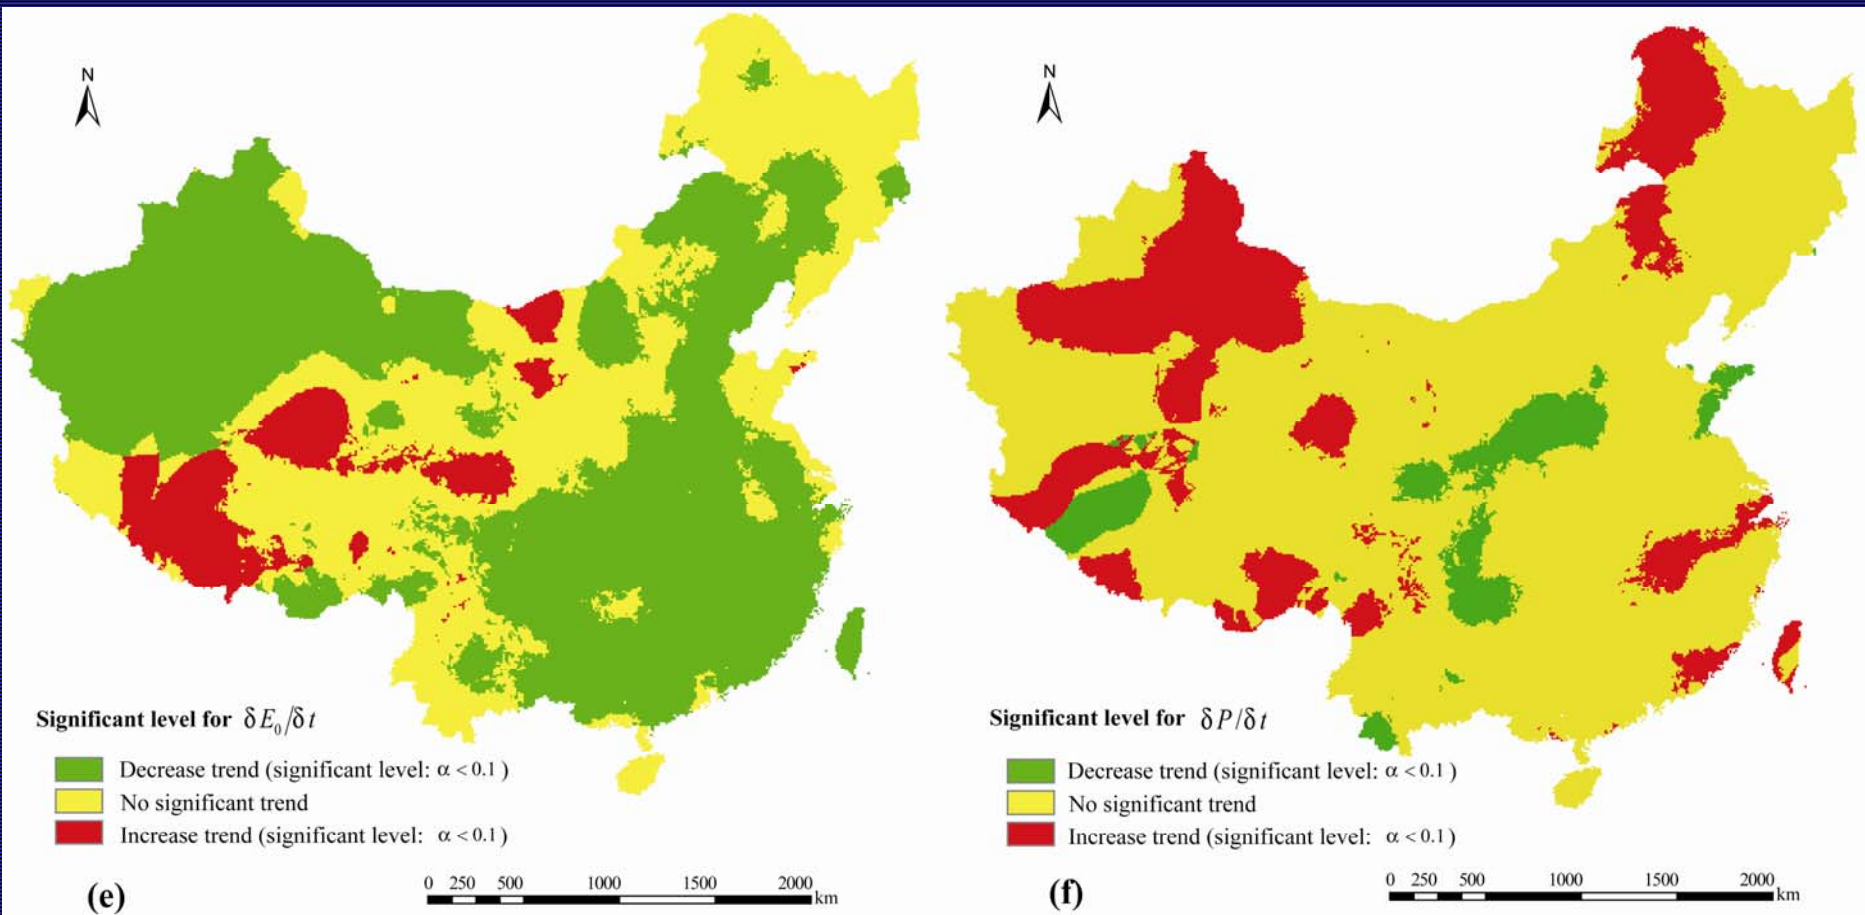 N
Significant level for δE₀/δt
Decrease trend (significant level: α < 0.1 )
No significant trend
Increase trend (significant level: α < 0.1 )
(e)
0 250 500 1000 1500 2000 km
N
Significant level for δP/δt
Decrease trend (significant level: α < 0.1 )
No significant trend
Increase trend (significant level: α < 0.1 )
(f)
0 250 500 1000 1500 2000 km